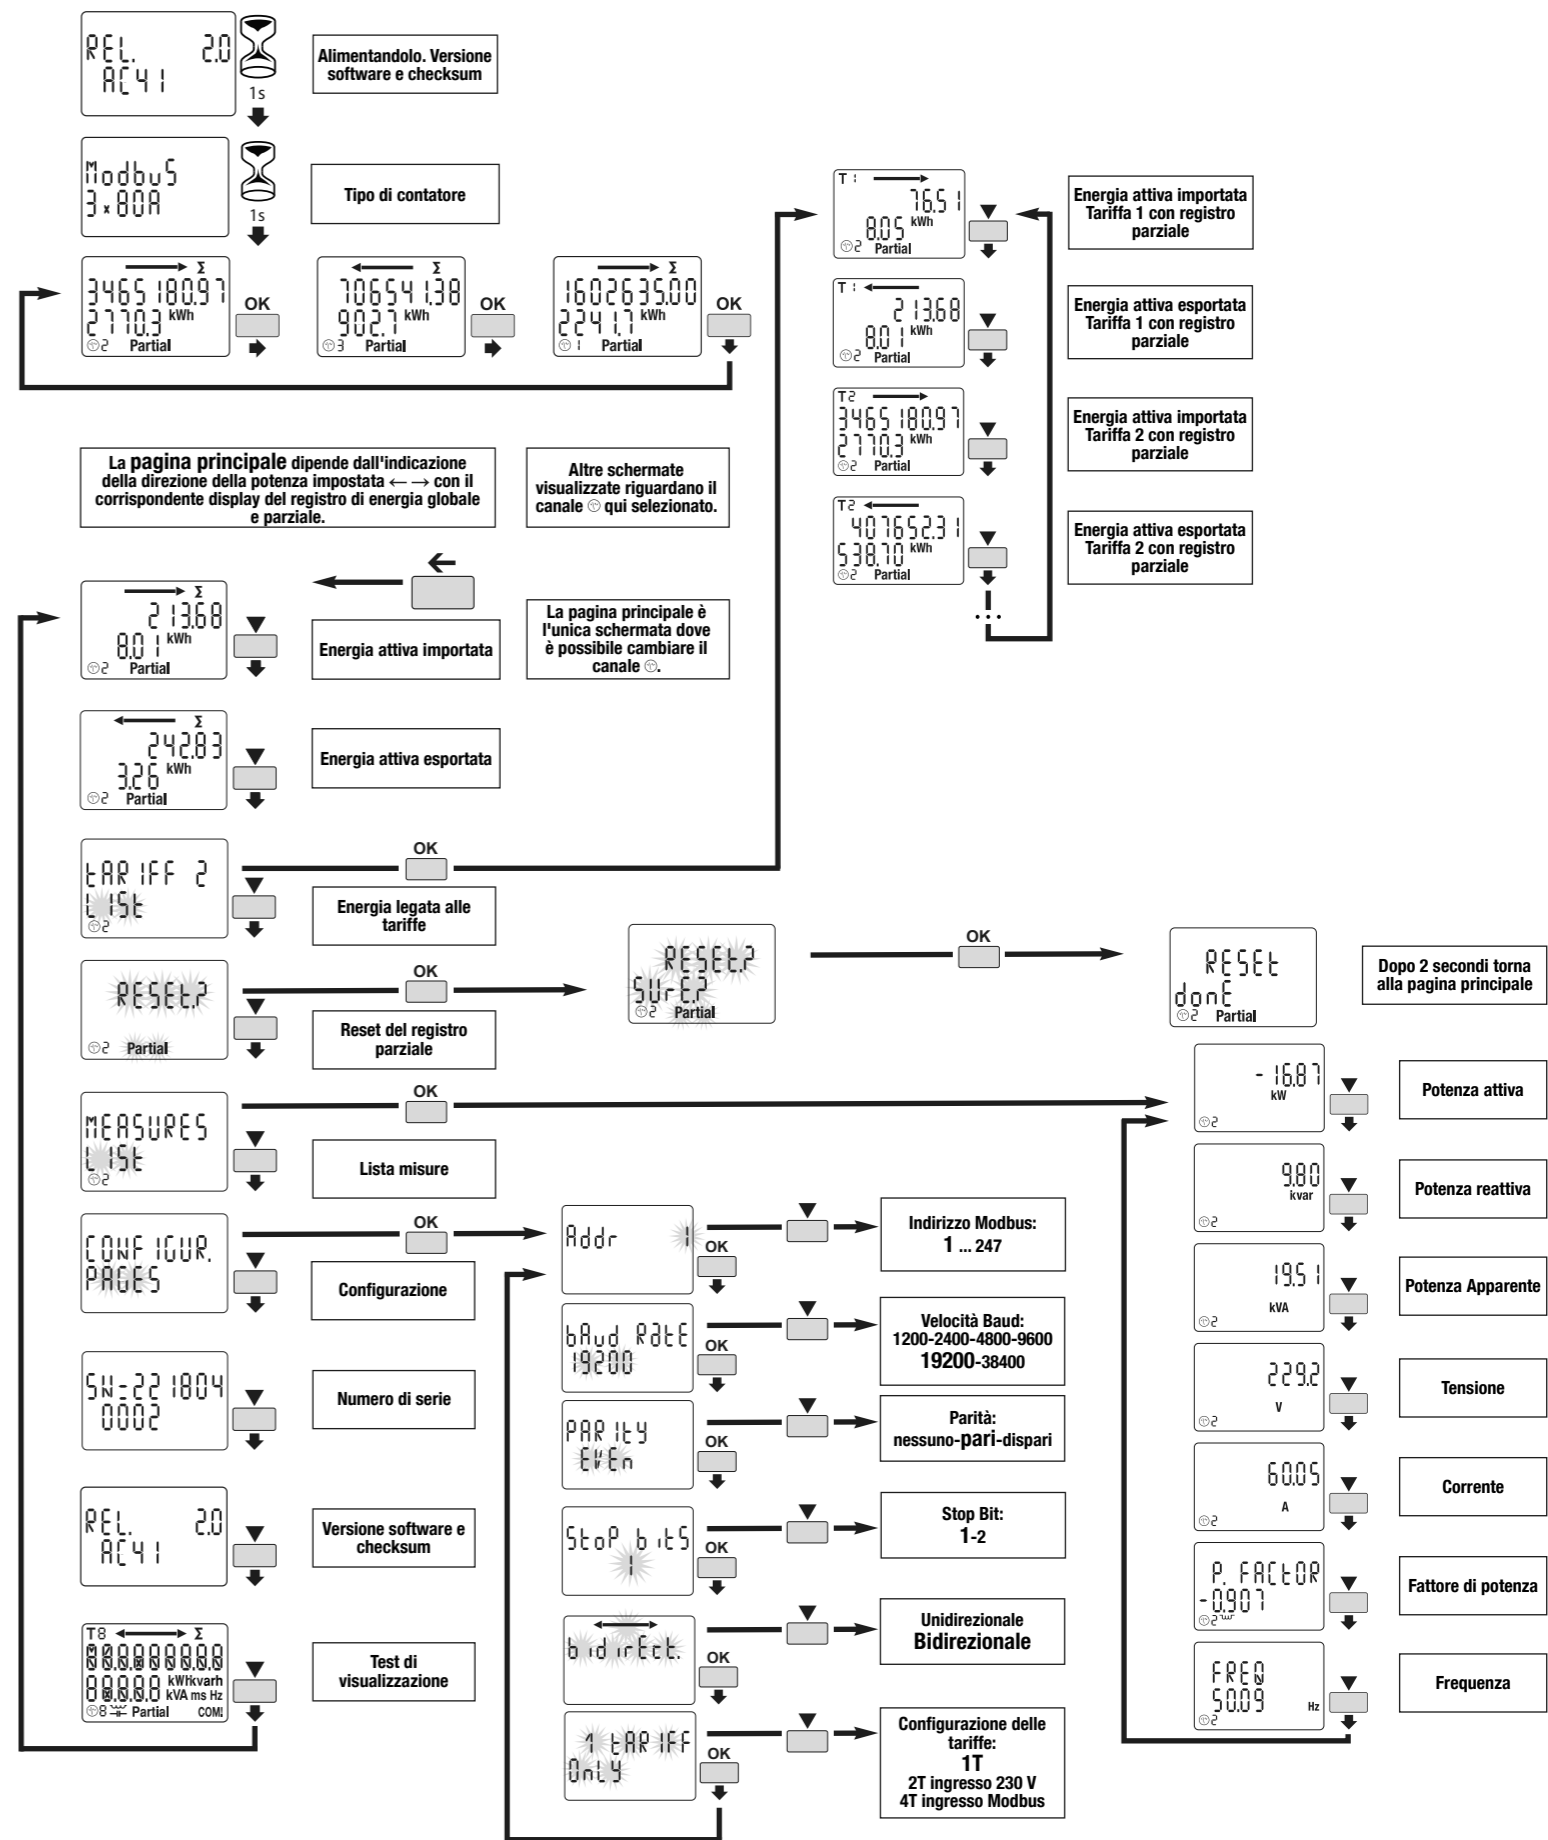 REL. 2.0
AC41
1s
Alimentandolo. Versione
software e checksum
ModbuS
3x80A
1s
Tipo di contatore
Σ
3465180.97
2770.3 kWh
2 Partial
OK
Σ
706541.38
902.7 kWh
3 Partial
OK
Σ
1602635.00
2241.7 kWh
1 Partial
OK
La pagina principale dipende dall'indicazione
della direzione della potenza impostata ←→ con il
corrispondente display del registro di energia globale
e parziale.
Altre schermate
visualizzate riguardano il
canale qui selezionato.
Σ
213.68
8.01 kWh
2 Partial
Energia attiva importata
La pagina principale è
l'unica schermata dove
è possibile cambiare il
canale .
Σ
242.83
3.26 kWh
2 Partial
Energia attiva esportata
tARIFF 2
LISt
2
OK
Energia legata alle
tariffe
T1
76.51
8.05 kWh
2 Partial
Energia attiva importata
Tariffa 1 con registro
parziale
T1
213.68
8.01 kWh
2 Partial
Energia attiva esportata
Tariffa 1 con registro
parziale
T2
3465180.97
2770.3 kWh
2 Partial
Energia attiva importata
Tariffa 2 con registro
parziale
T2
407652.31
538.70 kWh
2 Partial
Energia attiva esportata
Tariffa 2 con registro
parziale
...
RESEt.?
2 Partial
OK
Reset del registro
parziale
RESEt.?
SUrE.?
2 Partial
OK
RESEt
donE
2 Partial
Dopo 2 secondi torna
alla pagina principale
MEASURES
LISt
2
OK
Lista misure
-16.87
kW
2
Potenza attiva
9.80
kvar
2
Potenza reattiva
19.51
kVA
2
Potenza Apparente
229.2
V
2
Tensione
60.05
A
2
Corrente
P. FACtOR
-0.907
2
Fattore di potenza
FREQ
50.09 Hz
2
Frequenza
CONFIGUR.
PAGES
OK
Configurazione
Addr 1
OK
Indirizzo Modbus:
1 ... 247
bAud RatE
19200
OK
Velocità Baud:
1200-2400-4800-9600
19200-38400
PARItY
EVEn
OK
Parità:
nessuno-pari-dispari
StoP bitS
1
OK
Stop Bit:
1-2
bidirEct.
OK
Unidirezionale
Bidirezionale
1 tARIFF
OnLY
OK
Configurazione delle
tariffe:
1T
2T ingresso 230 V
4T ingresso Modbus
SN-221804
0002
Numero di serie
REL. 2.0
AC41
Versione software e
checksum
T8 Σ
kWhkvarh
kVA ms Hz
8 Partial COM!
Test di
visualizzazione